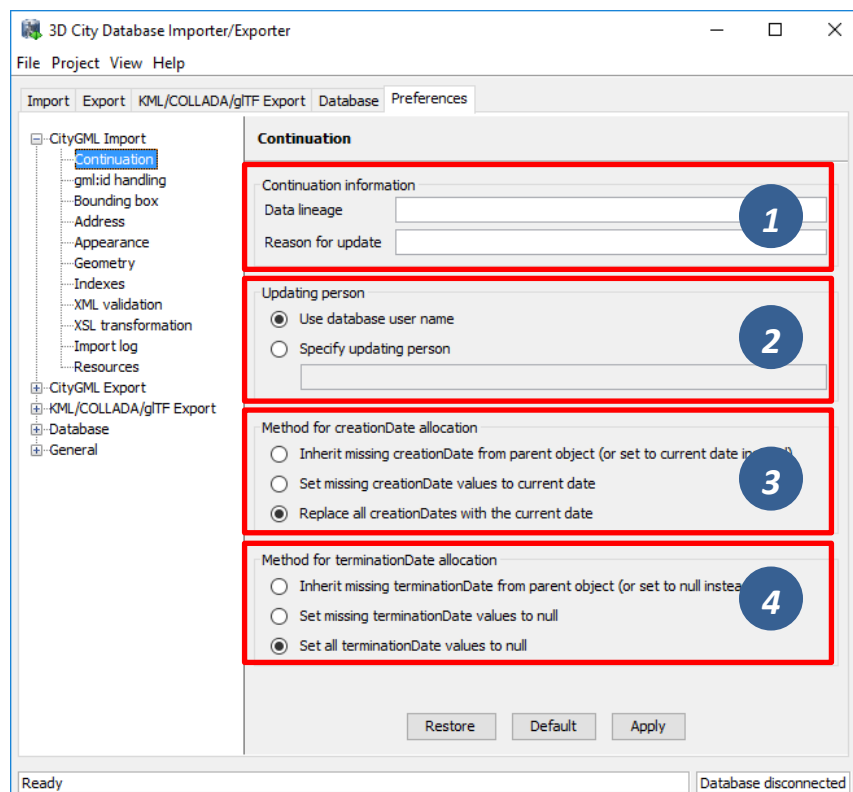 3D City Database Importer/Exporter
File Project View Help
Import Export KML/COLLADA/glTF Export Database Preferences
CityGML Import
Continuation
gml:id handling
Bounding box
Address
Appearance
Geometry
Indexes
XML validation
XSL transformation
Import log
Resources
CityGML Export
KML/COLLADA/glTF Export
Database
General
Continuation
Continuation information
Data lineage
Reason for update
1
Updating person
Use database user name
Specify updating person
2
Method for creationDate allocation
Inherit missing creationDate from parent object (or set to current date
Set missing creationDate values to current date
Replace all creationDates with the current date
3
Method for terminationDate allocation
Inherit missing terminationDate from parent object (or set to null
Set missing terminationDate values to null
Set all terminationDate values to null
4
Restore Default Apply
Ready Database disconnected